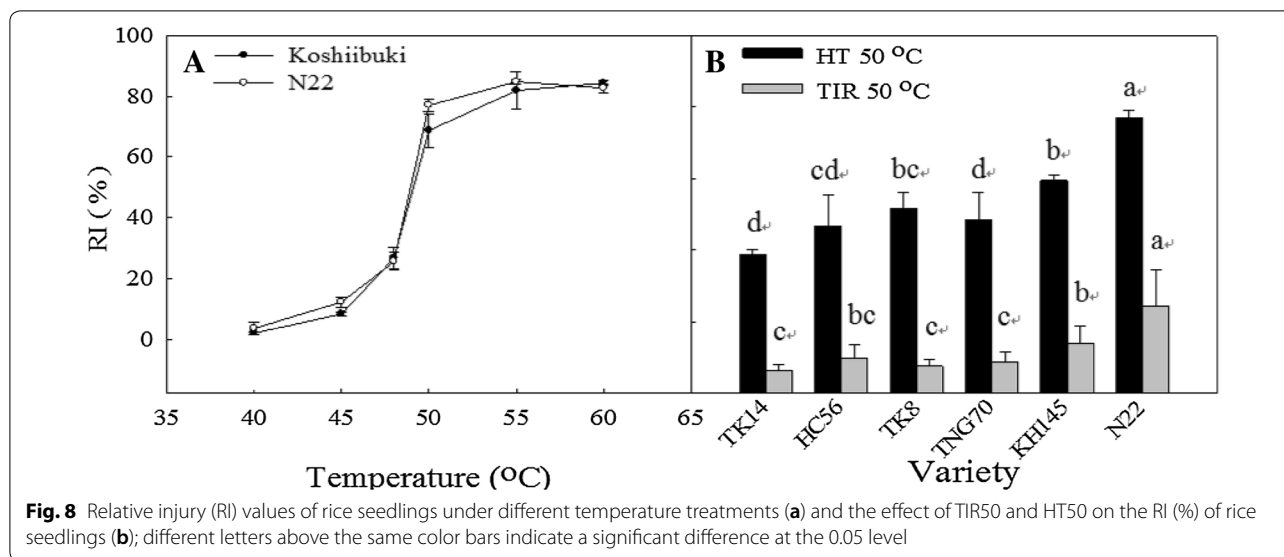 100
80
60
40
20
0
RI (%)
A
Koshiibuki
N22
35 40 45 50 55 60 65
Temperature (OC)
B
HT 50 OC
TIR 50 OC
d cd bc d b a
c bc c c b a
TK14 HC56 TK8 TNG70 KH145 N22
Variety
Fig. 8 Relative injury (RI) values of rice seedlings under different temperature treatments (a) and the effect of TIR50 and HT50 on the RI (%) of rice
seedlings (b); different letters above the same color bars indicate a significant difference at the 0.05 level